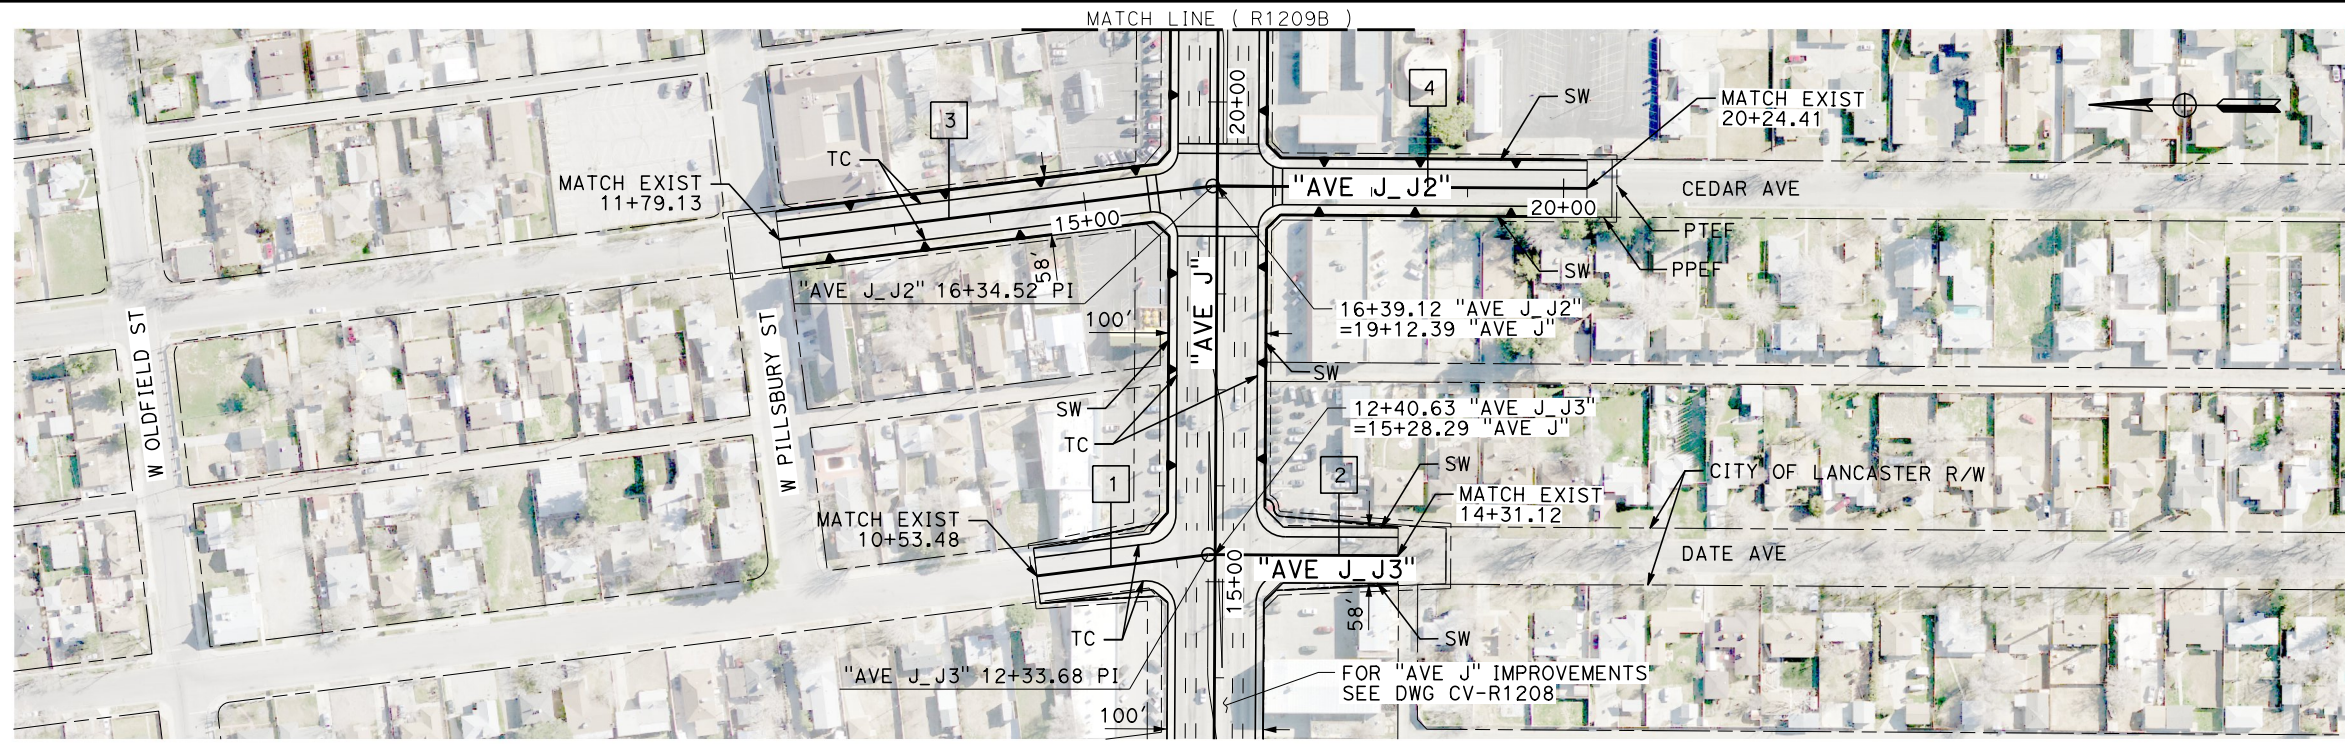 MATCH LINE ( R1209B )
20+00
4
SW
MATCH EXIST
20+24.41
3
TC
MATCH EXIST
11+79.13
"AVE J_J2"
CEDAR AVE
20+00
15+00
PTEF
58'
SW
PPEF
"AVE J_J2" 16+34.52 PI
"AVE J"
16+39.12 "AVE J_J2"
=19+12.39 "AVE J"
100'
W OLDFIELD ST
W PILLSBURY ST
SW
SW
12+40.63 "AVE J_J3"
=15+28.29 "AVE J"
TC
1
2
SW
CITY OF LANCASTER R/W
MATCH EXIST
14+31.12
MATCH EXIST
10+53.48
DATE AVE
15+00
"AVE J_J3"
58'
TC
SW
"AVE J_J3" 12+33.68 PI
FOR "AVE J" IMPROVEMENTS
SEE DWG CV-R1208
100'